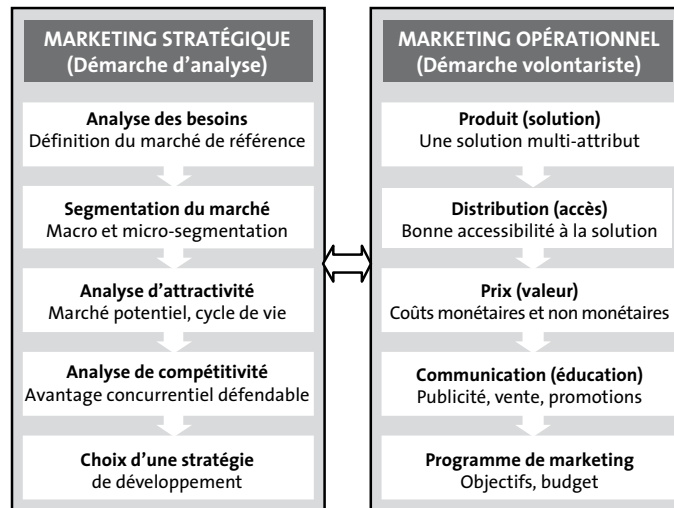 MARKETING STRATÉGIQUE
(Démarche d'analyse)
Analyse des besoins
Définition du marché de référence
Segmentation du marché
Macro et micro-segmentation
Analyse d'attractivité
Marché potentiel, cycle de vie
Analyse de compétitivité
Avantage concurrentiel défendable
Choix d'une stratégie
de développement
MARKETING OPÉRATIONNEL
(Démarche volontariste)
Produit (solution)
Une solution multi-attribut
Distribution (accès)
Bonne accessibilité à la solution
Prix (valeur)
Coûts monétaires et non monétaires
Communication (éducation)
Publicité, vente, promotions
Programme de marketing
Objectifs, budget